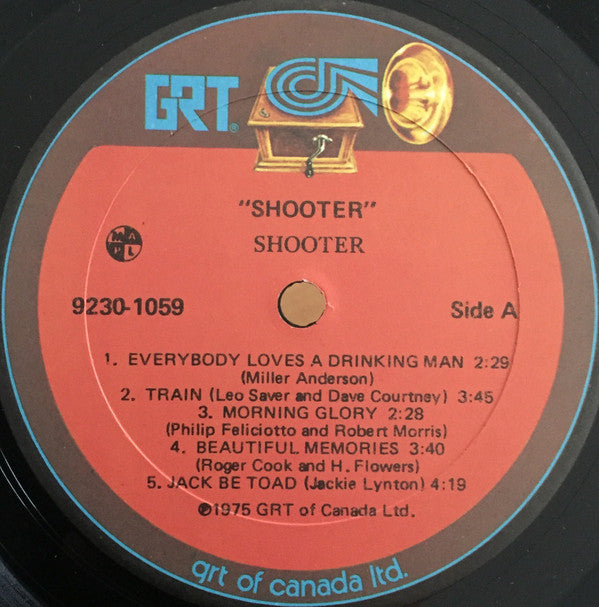 GRT®
"SHOOTER"
SHOOTER
M A P L
9230-1059 Side A
1. EVERYBODY LOVES A DRINKING MAN 2:29
(Miller Anderson)
2. TRAIN (Leo Saver and Dave Courtney) 3:45
3. MORNING GLORY 2:28
(Philip Feliciotto and Robert Morris)
4. BEAUTIFUL MEMORIES 3:40
(Roger Cook and H. Flowers)
5. JACK BE TOAD (Jackie Lynton) 4:19
℗1975 GRT of Canada Ltd.
grt of canada ltd.